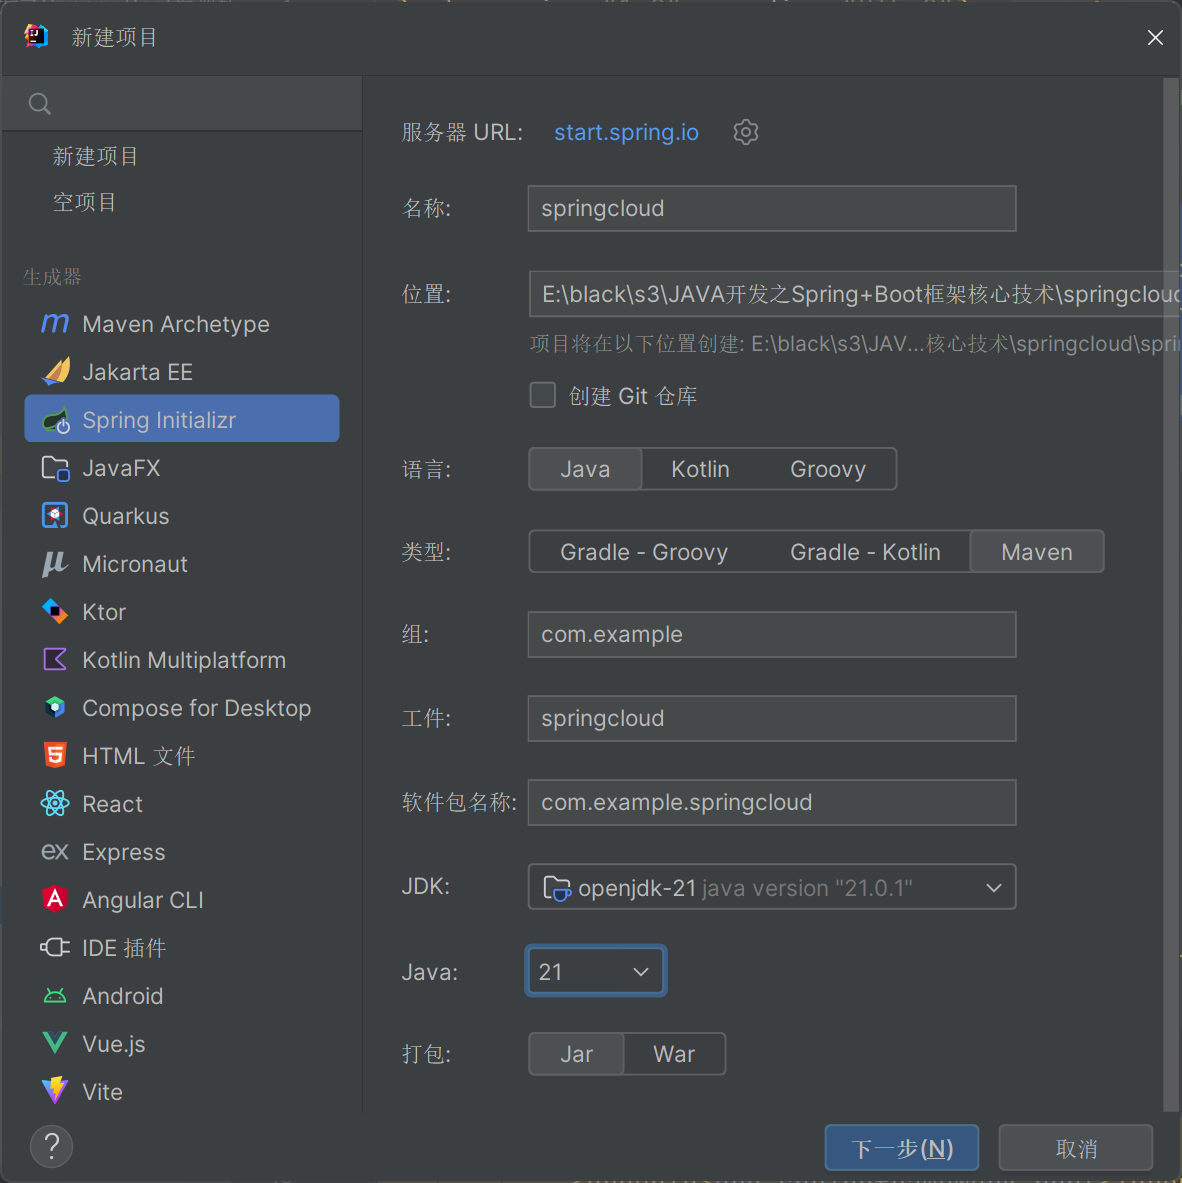 新建项目
新建项目
空项目
生成器
Maven Archetype
Jakarta EE
Spring Initializr
JavaFX
Quarkus
Micronaut
Ktor
Kotlin Multiplatform
Compose for Desktop
HTML 文件
React
Express
Angular CLI
IDE 插件
Android
Vue.js
Vite
服务器 URL: start.spring.io
名称: springcloud
位置: E:\black\s3\JAVA开发之Spring+Boot框架核心技术\springcloud
项目将在以下位置创建: E:\black\s3\JAV...核心技术\springcloud\spri
创建 Git 仓库
语言: Java Kotlin Groovy
类型: Gradle - Groovy Gradle - Kotlin Maven
组: com.example
工件: springcloud
软件包名称: com.example.springcloud
JDK: openjdk-21 java version "21.0.1"
Java: 21
打包: Jar War
? 下一步(N) 取消